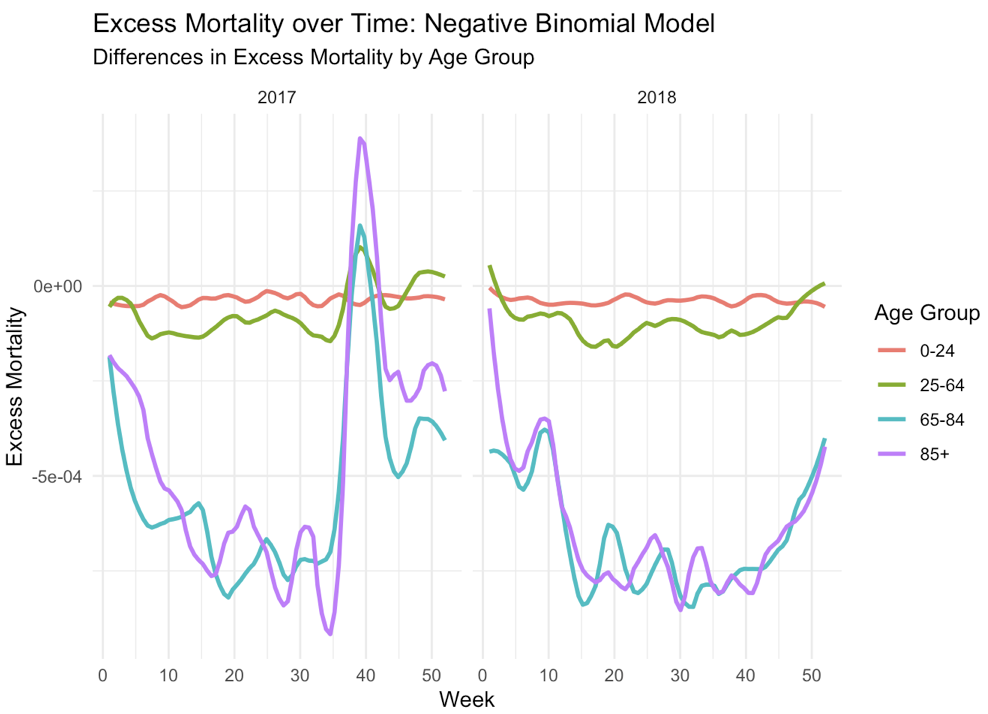 Excess Mortality over Time: Negative Binomial Model
Differences in Excess Mortality by Age Group
2017
2018
0e+00
-5e-04
Excess Mortality
0 10 20 30 40 50
0 10 20 30 40 50
Week
Age Group
0-24
25-64
65-84
85+